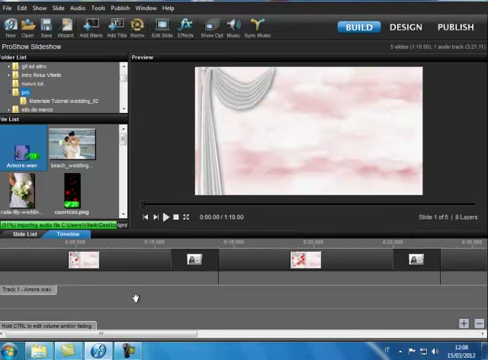 File Edit Show Slide Audio Tools Publish Window Help
New Open Save Wizard Add Blank Add Title Remix Edit Slide Effects Show Opt Music Sync Music
BUILD DESIGN PUBLISH
ProShow Slideshow
5 slides (1:10.00), 1 audio track (3:21.11)
Folder List
Preview
gif ed altro
intro Rosa Vitello
nuovo tut
pro
Materiale Tutorial wedding_02
sito de marco
File List
Amore.wav
beach_wedding...
calla-lily-weddin...
cuoricini.png
0:00.00 / 1:10.00
Slide 1 of 5 | 8 Layers
Slide List Timeline
Track 1 - Amore.wav
Hold CTRL to edit volume and/or fading
IT
12:08
15/03/2012